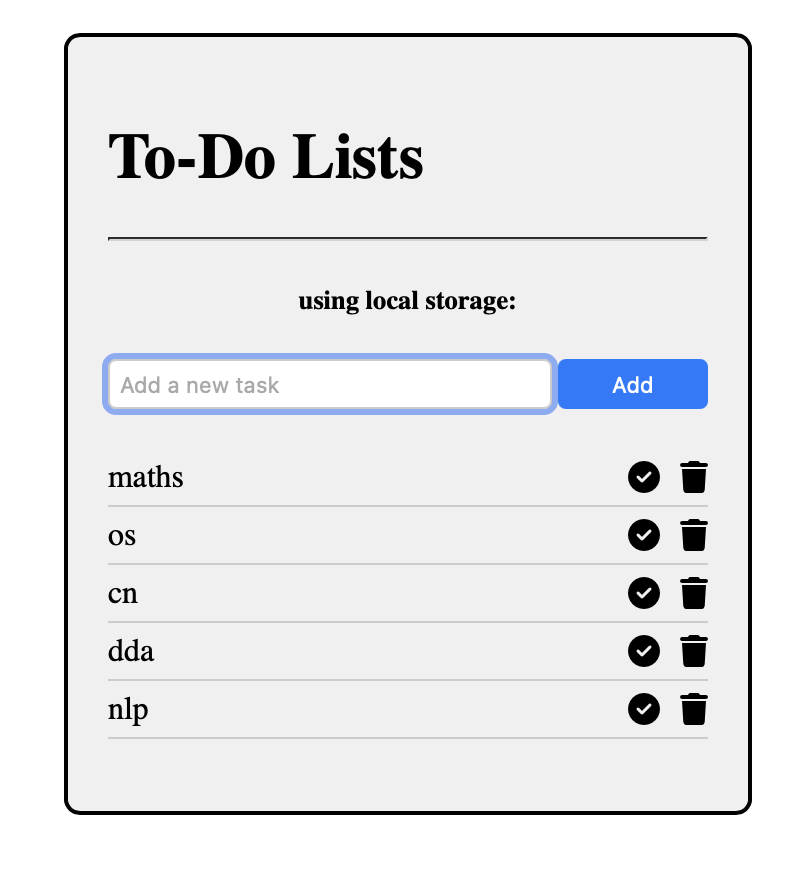 To-Do Lists
using local storage:
Add a new task Add
maths
os
cn
dda
nlp